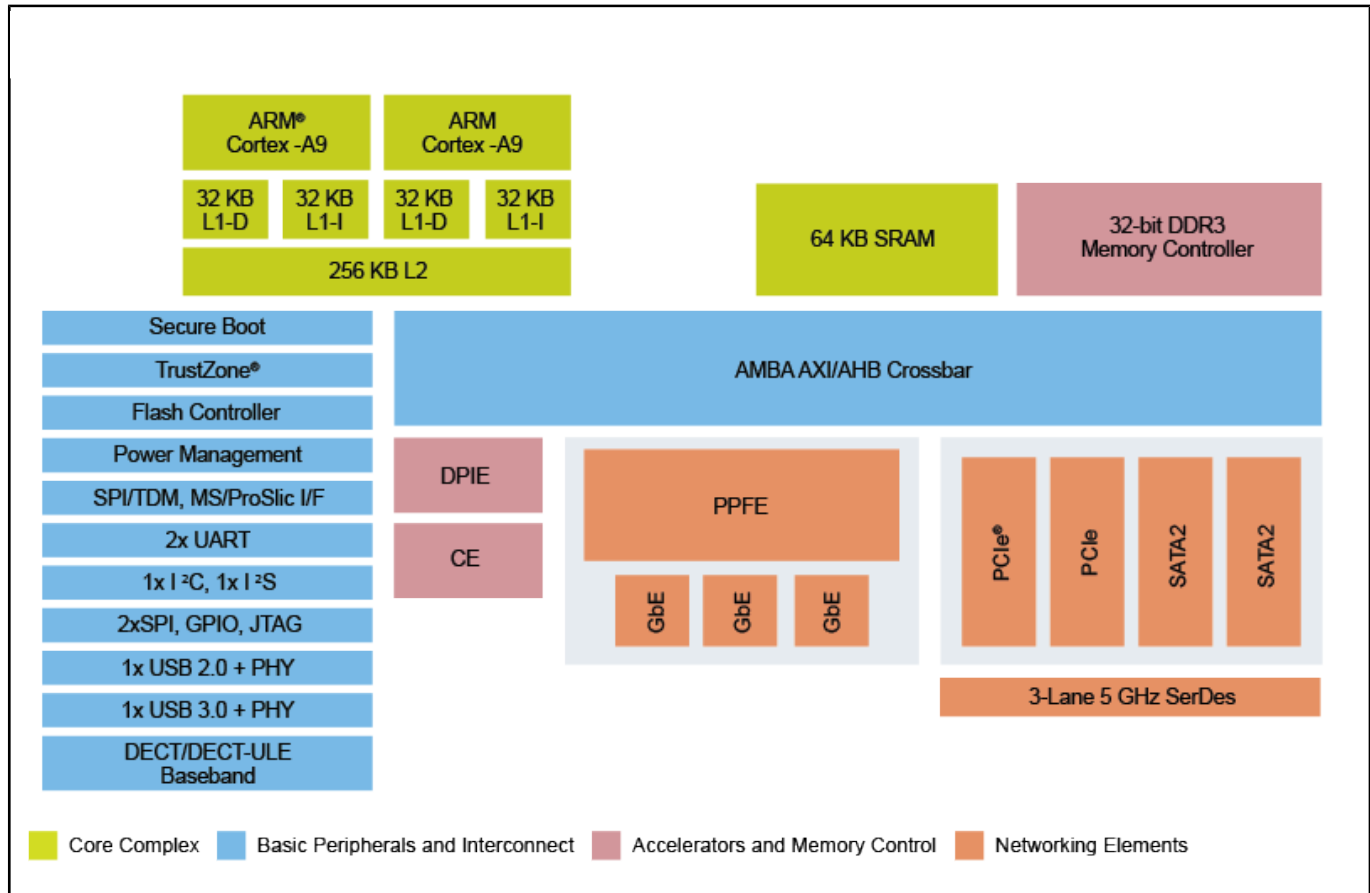 ARM® Cortex -A9
ARM Cortex -A9
32 KB L1-D
32 KB L1-I
32 KB L1-D
32 KB L1-I
256 KB L2
64 KB SRAM
32-bit DDR3
Memory Controller
Secure Boot
TrustZone®
Flash Controller
Power Management
SPI/TDM, MS/ProSlic I/F
2x UART
1x I ²C, 1x I ²S
2xSPI, GPIO, JTAG
1x USB 2.0 + PHY
1x USB 3.0 + PHY
DECT/DECT-ULE
Baseband
AMBA AXI/AHB Crossbar
DPIE
CE
PPFE
GbE
GbE
GbE
PCIe®
PCIe
SATA2
SATA2
3-Lane 5 GHz SerDes
Core Complex
Basic Peripherals and Interconnect
Accelerators and Memory Control
Networking Elements